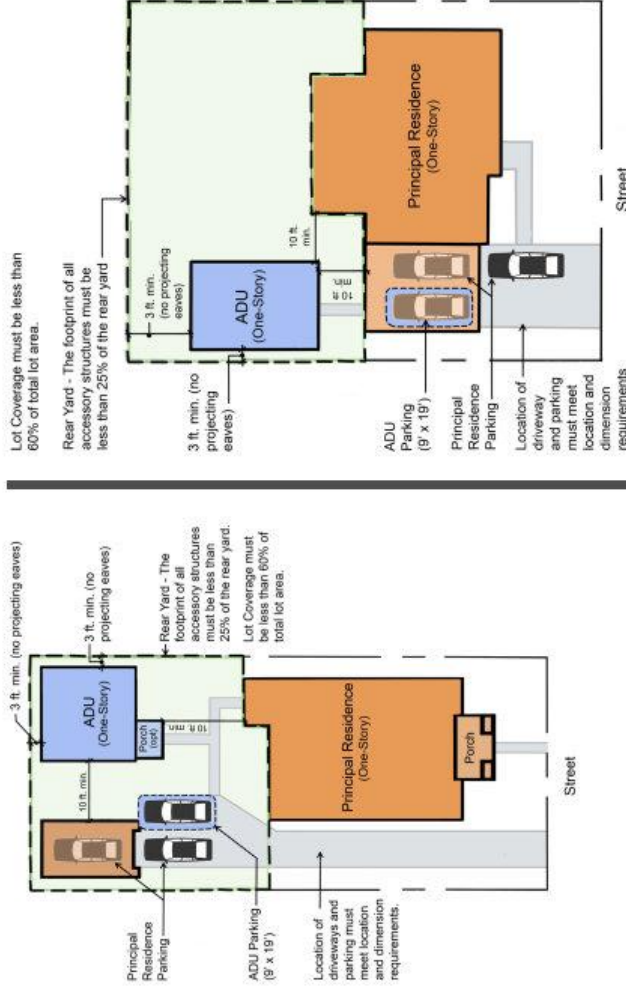 3 ft. min. (no projecting eaves)
3 ft. min. (no
projecting eaves)
Rear Yard - The
footprint of all
accessory structures
must be less than
25% of the rear yard.
Lot Coverage must
be less than 60% of
total lot area.
ADU
(One-Story)
Porch
(opt)
10 ft. min.
10 ft. min.
Principal
Residence
Parking
ADU Parking
(9' x 19')
Location of
driveways and
parking must
meet location
and dimension
requirements.
Principal Residence
(One-Story)
Porch
Street
Lot Coverage must be less than
60% of total lot area.
Rear Yard - The footprint of all
accessory structures must be
less than 25% of the rear yard
3 ft. min.
(no projecting
eaves)
3 ft. min. (no
projecting
eaves)
ADU
(One-Story)
10 ft.
min.
10 ft
min.
ADU
Parking
(9' x 19')
Principal
Residence
Parking
Location of
driveway
and parking
must meet
location and
dimension
requirements
Principal Residence
(One-Story)
Street